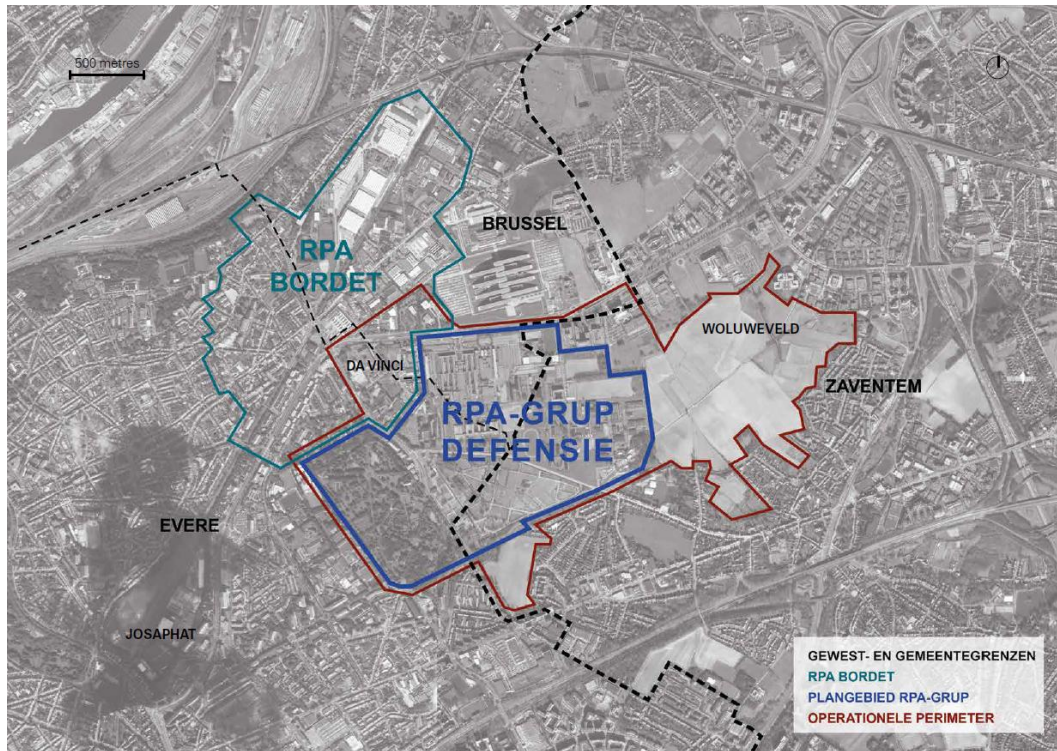 500 mètres
BRUSSEL
RPA
BORDET
WOLUWEVELD
DA VINCI
ZAVENTEM
RPA-GRUP
DEFENSIE
EVERE
JOSAPHAT
GEWEST- EN GEMEENTEGRENZEN
RPA BORDET
PLANGEBIED RPA-GRUP
OPERATIONELE PERIMETER